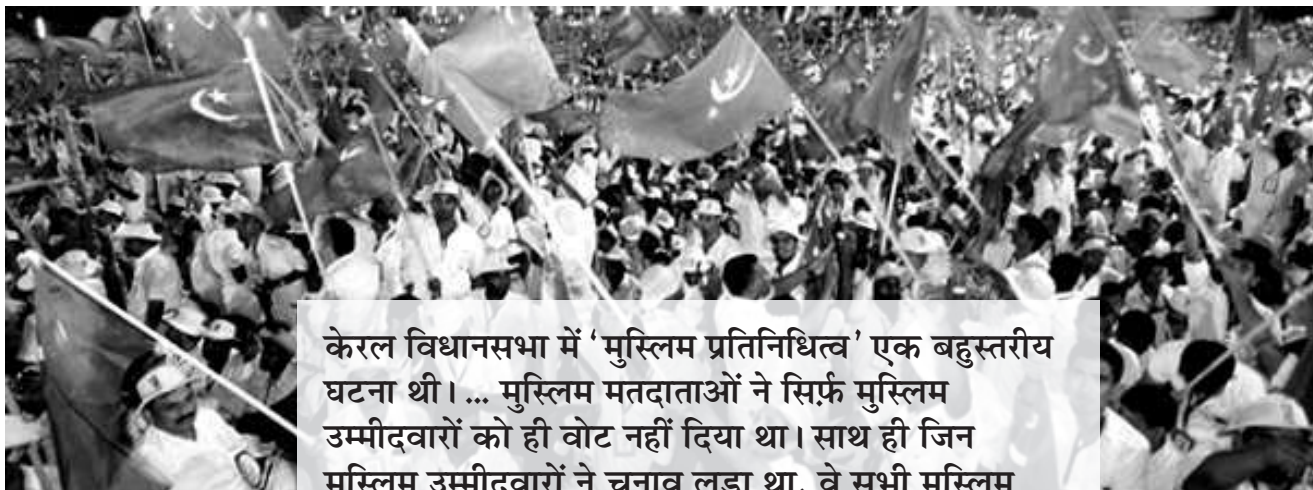 केरल विधानसभा में ‘मुस्लिम प्रतिनिधित्व’ एक बहुस्तरीय
घटना थी। ... मुस्लिम मतदाताओं ने सिर्फ़ मुस्लिम
उम्मीदवारों को ही वोट नहीं दिया था। साथ ही जिन
मुस्लिम उम्मीदवारों ने चुनाव लड़ा था, वे सभी मुस्लिम